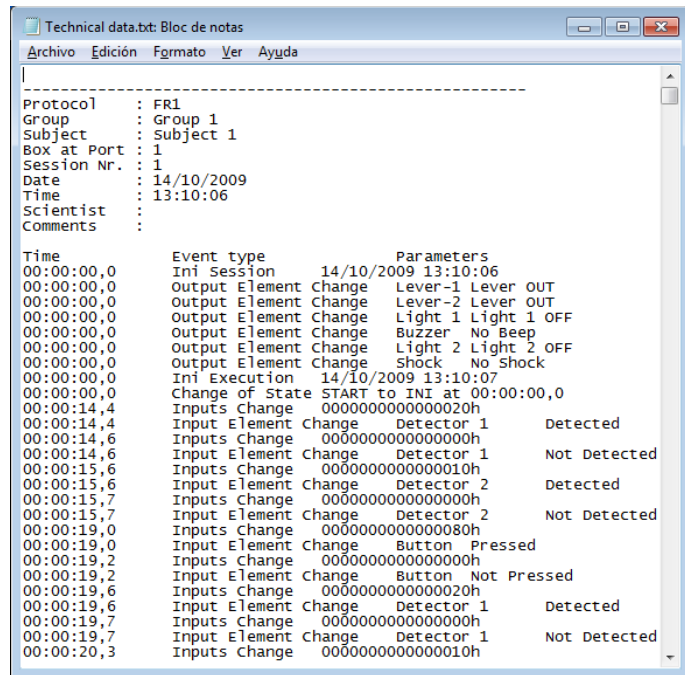 Technical data.txt: Bloc de notas
Archivo Edición Formato Ver Ayuda
------------------------------------------------------
Protocol : FR1
Group : Group 1
Subject : Subject 1
Box at Port : 1
Session Nr. : 1
Date : 14/10/2009
Time : 13:10:06
Scientist :
Comments :
Time Event type Parameters
00:00:00,0 Ini Session 14/10/2009 13:10:06
00:00:00,0 Output Element Change Lever-1 Lever OUT
00:00:00,0 Output Element Change Lever-2 Lever OUT
00:00:00,0 Output Element Change Light 1 Light 1 OFF
00:00:00,0 Output Element Change Buzzer No Beep
00:00:00,0 Output Element Change Light 2 Light 2 OFF
00:00:00,0 Output Element Change Shock No Shock
00:00:00,0 Ini Execution 14/10/2009 13:10:07
00:00:00,0 Change of State START to INI at 00:00:00,0
00:00:14,4 Inputs Change 0000000000000020h
00:00:14,4 Input Element Change Detector 1 Detected
00:00:14,6 Inputs Change 0000000000000000h
00:00:14,6 Input Element Change Detector 1 Not Detected
00:00:15,6 Inputs Change 0000000000000010h
00:00:15,6 Input Element Change Detector 2 Detected
00:00:15,7 Inputs Change 0000000000000000h
00:00:15,7 Input Element Change Detector 2 Not Detected
00:00:19,0 Inputs Change 0000000000000080h
00:00:19,0 Input Element Change Button Pressed
00:00:19,2 Inputs Change 0000000000000000h
00:00:19,2 Input Element Change Button Not Pressed
00:00:19,6 Inputs Change 0000000000000020h
00:00:19,6 Input Element Change Detector 1 Detected
00:00:19,7 Inputs Change 0000000000000000h
00:00:19,7 Input Element Change Detector 1 Not Detected
00:00:20,3 Inputs Change 0000000000000010h